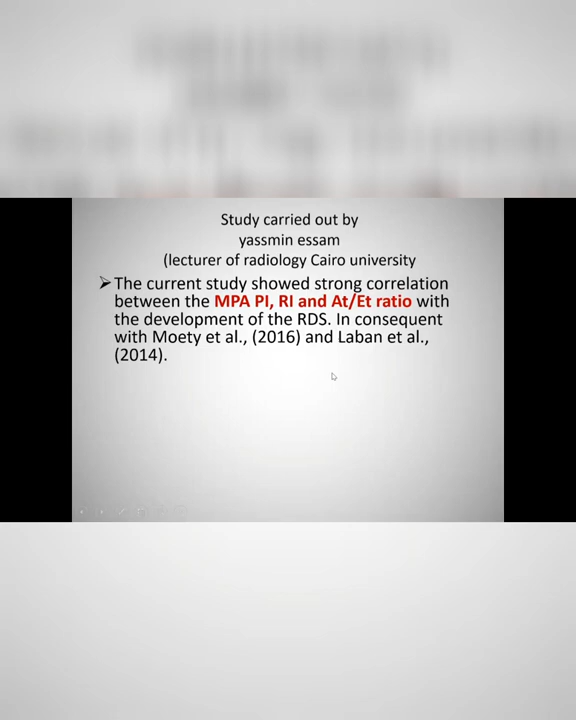 Study carried out by
yassmin essam
(lecturer of radiology Cairo university
➢The current study showed strong correlation
between the MPA PI, RI and At/Et ratio with
the development of the RDS. In consequent
with Moety et al., (2016) and Laban et al.,
(2014).